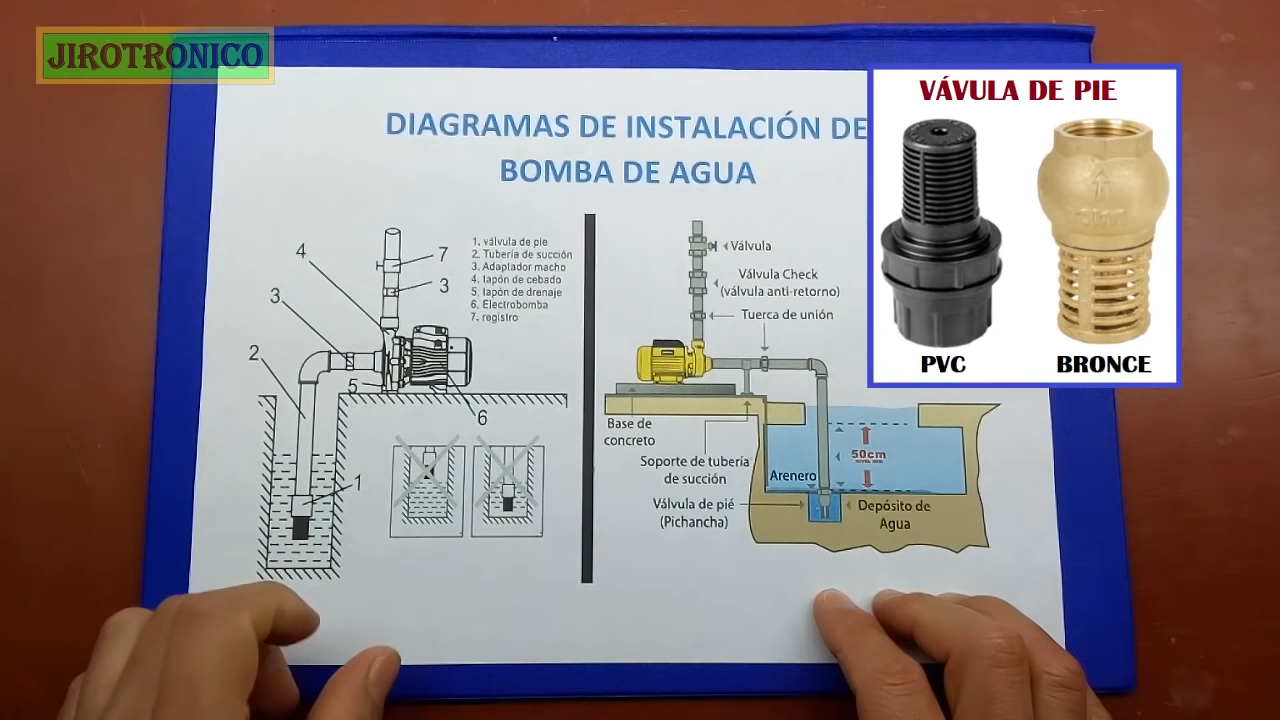 JIROTRONICO
DIAGRAMAS DE INSTALACIÓN DE
BOMBA DE AGUA
1. válvula de pie
2. Tubería de succión
3. Adaptador macho
4. tapón de cebado
5. tapón de drenaje
6. Electrobomba
7. registro
4
7
3
3
2
5
6
1
Válvula
Válvula Check
(válvula anti-retorno)
Tuerca de unión
Base de
concreto
Soporte de tubería
de succión
50cm
Arenero
Válvula de pié
(Pichancha)
Depósito de
Agua
VÁVULA DE PIE
PVC
BRONCE